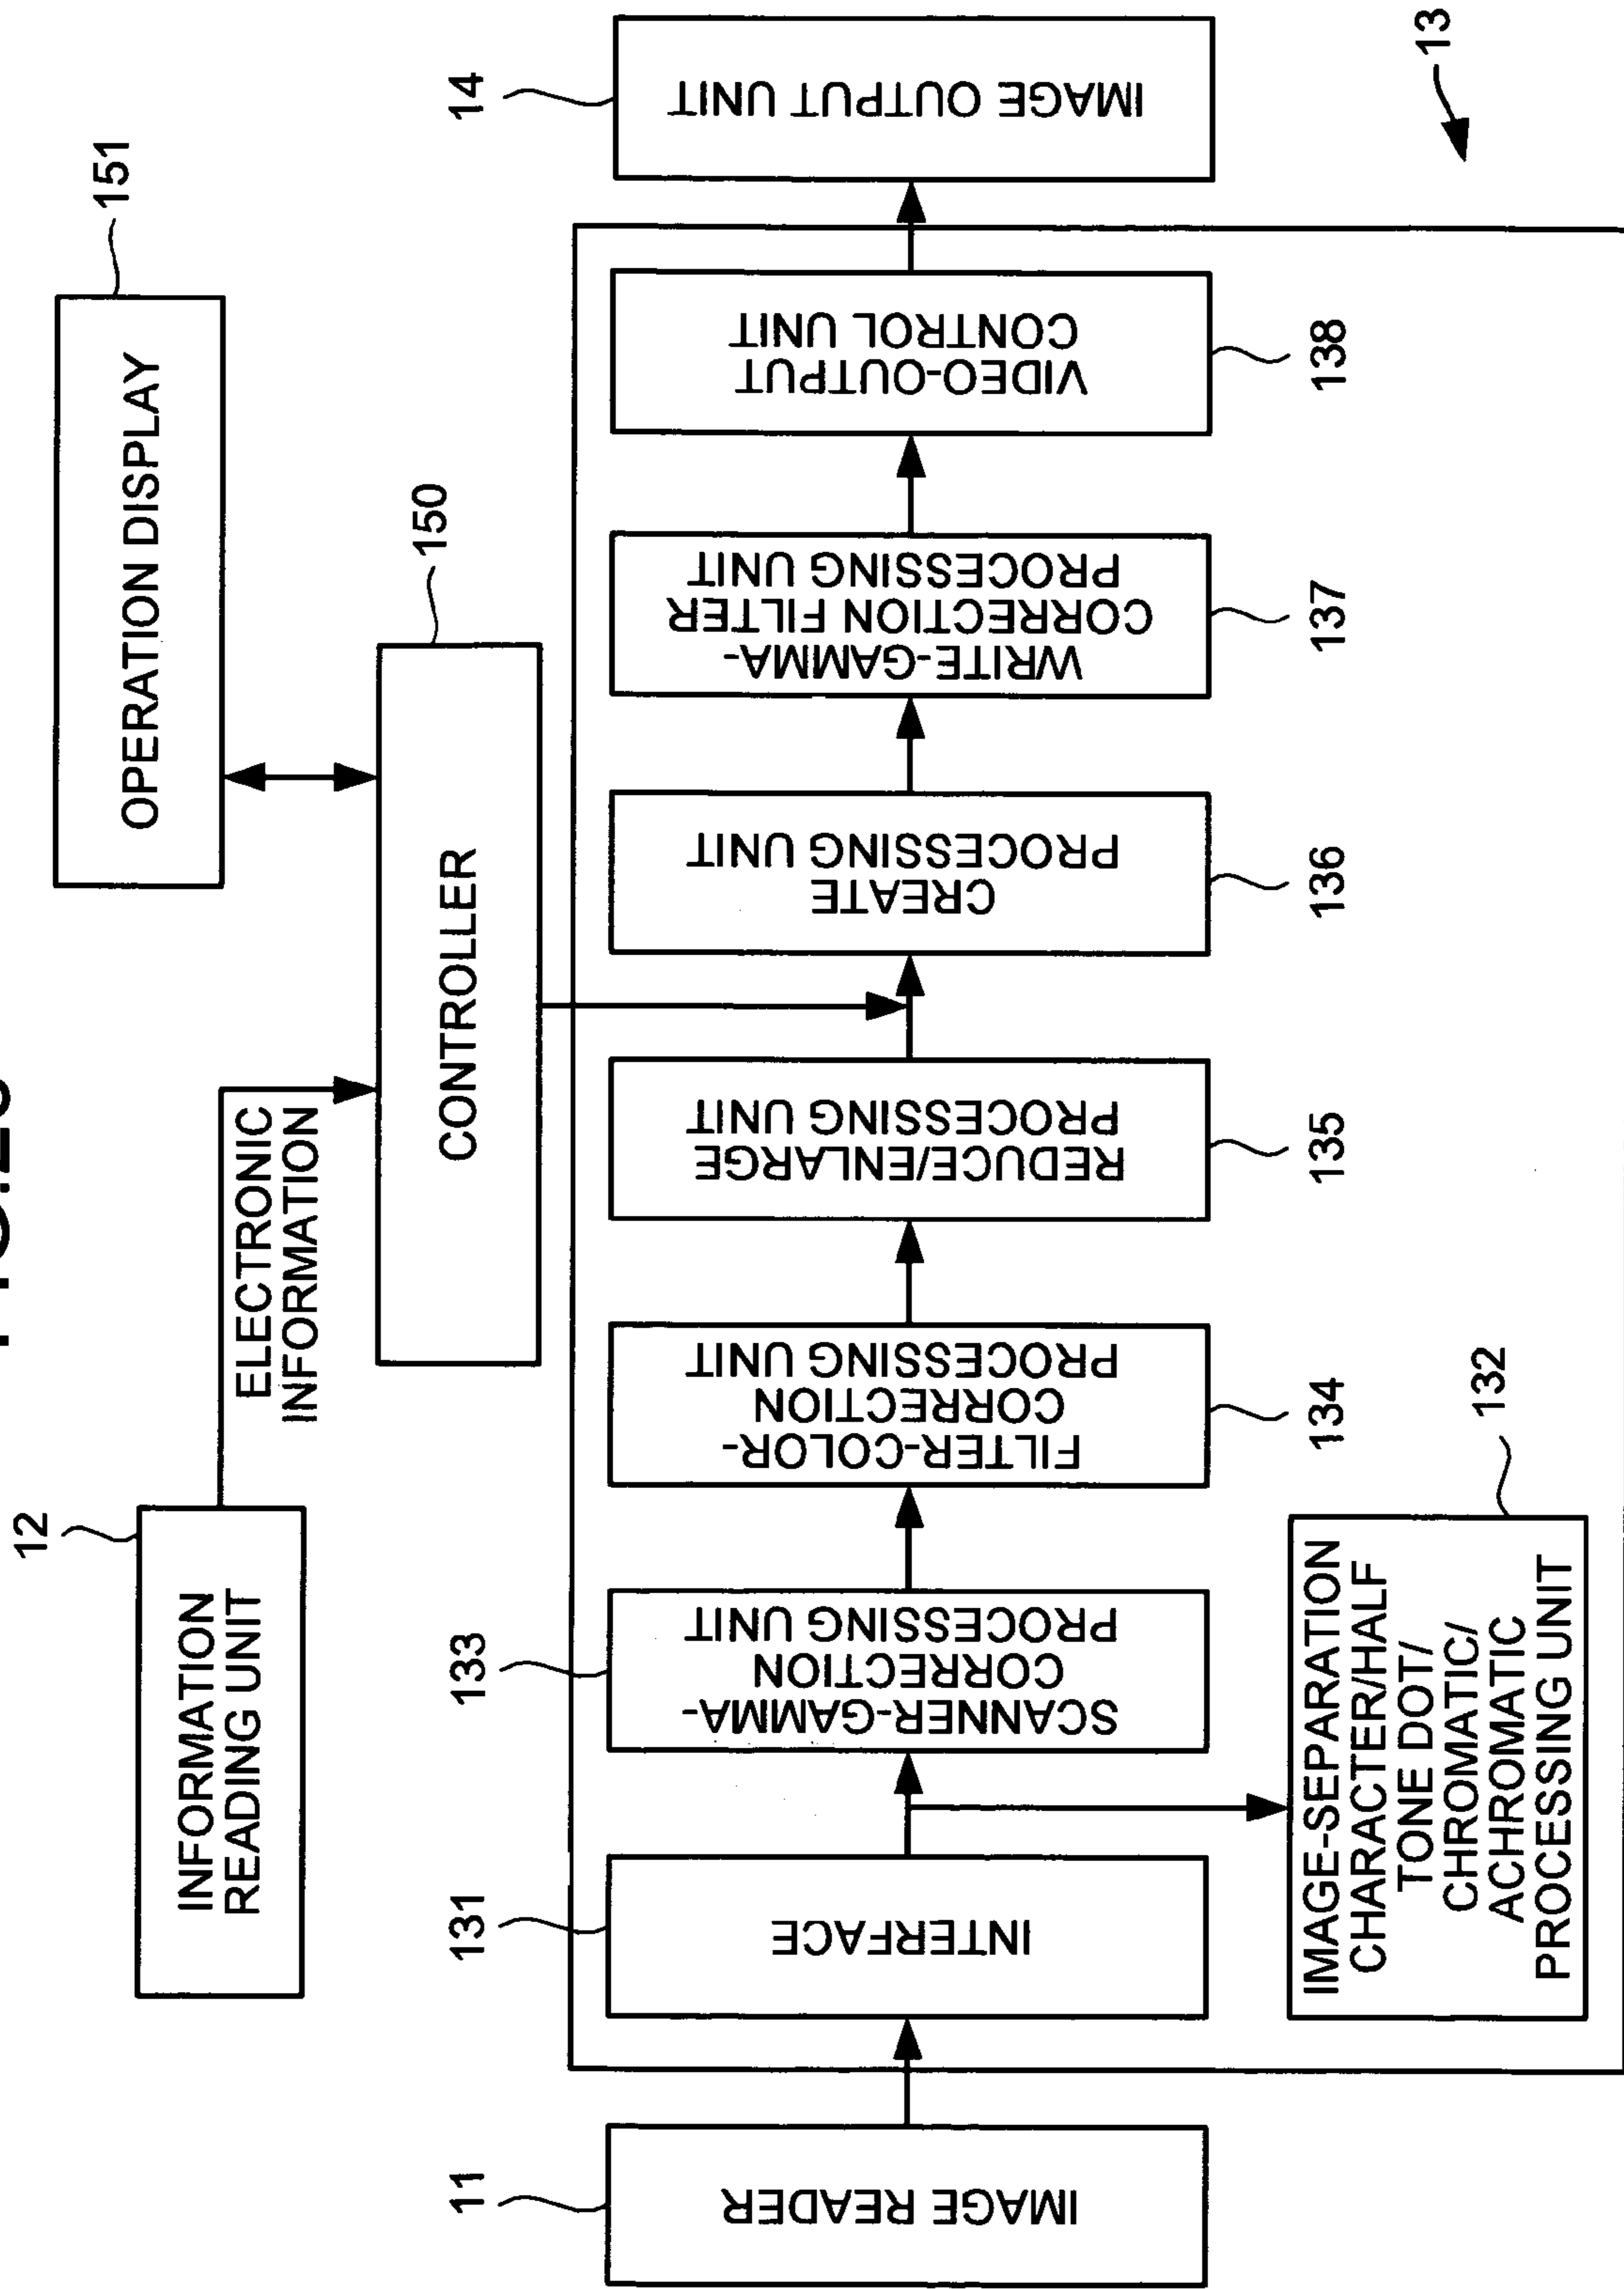 12
INFORMATION
READING UNIT
ELECTRONIC
INFORMATION
151
OPERATION DISPLAY
150
CONTROLLER
11
IMAGE READER
131
INTERFACE
133
SCANNER-GAMMA-
CORRECTION
PROCESSING UNIT
FILTER-COLOR-
CORRECTION
PROCESSING UNIT
134
REDUCE/ENLARGE
PROCESSING UNIT
135
CREATE
PROCESSING UNIT
136
WRITE-GAMMA-
CORRECTION FILTER
PROCESSING UNIT
137
VIDEO-OUTPUT
CONTROL UNIT
138
14
IMAGE OUTPUT UNIT
132
IMAGE-SEPARATION
CHARACTER/HALF
TONE DOT/
CHROMATIC/
ACHROMATIC
PROCESSING UNIT
13